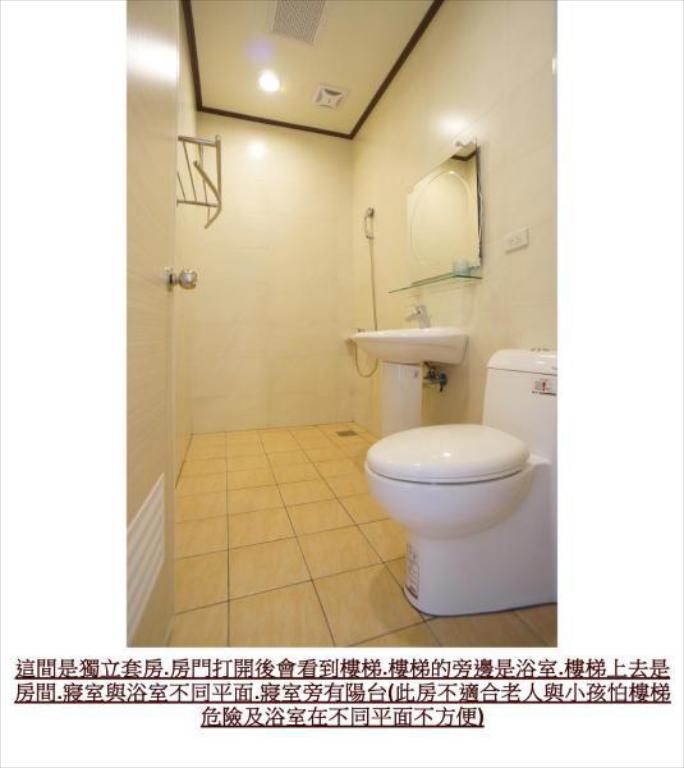 這間是獨立套房.房門打開後會看到樓梯.樓梯的旁邊是浴室.樓梯上去是
房間.寢室與浴室不同平面.寢室旁有陽台(此房不適合老人與小孩怕樓梯
危險及浴室在不同平面不方便)